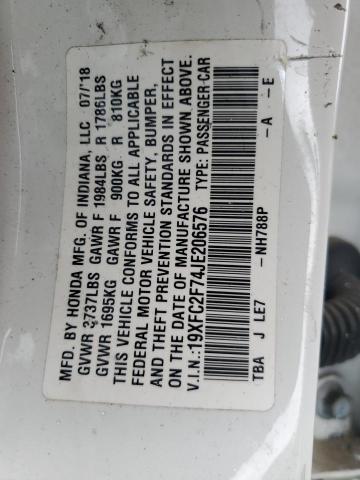 MFD. BY HONDA MFG. OF INDIANA, LLC 07/18
GVWR 3737LBS GAWR F 1984LBS R 1786LBS
GVWR 1695KG GAWR F 900KG R 810KG
THIS VEHICLE CONFORMS TO ALL APPLICABLE
FEDERAL MOTOR VEHICLE SAFETY, BUMPER,
AND THEFT PREVENTION STANDARDS IN EFFECT
ON THE DATE OF MANUFACTURE SHOWN ABOVE.
V.I.N.:19XFC2F74JE206576 TYPE: PASSENGER-CAR
TBA J LE7 -NH788P -A -E